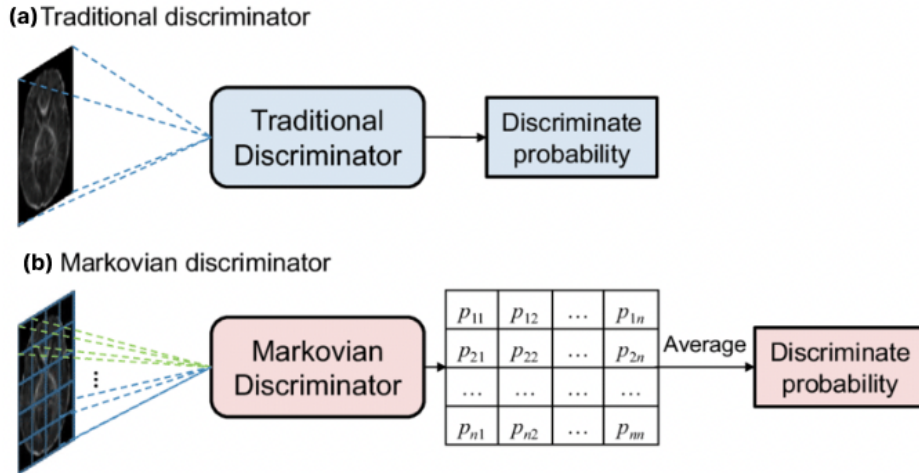 (a) Traditional discriminator
Traditional
Discriminator
Discriminate
probability
(b) Markovian discriminator
Markovian
Discriminator
p11 p12 … p1n
p21 p22 … p2n
… … … …
pn1 pn2 … pnn
Average
Discriminate
probability